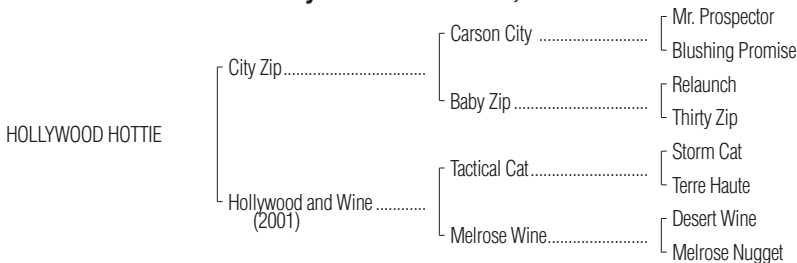 Mr. Prospector
Carson City ........................
Blushing Promise
City Zip................................
Relaunch
Baby Zip..............................
Thirty Zip
HOLLYWOOD HOTTIE
Storm Cat
Tactical Cat..........................
Terre Haute
Hollywood and Wine ............
(2001)
Desert Wine
Melrose Wine......................
Melrose Nugget